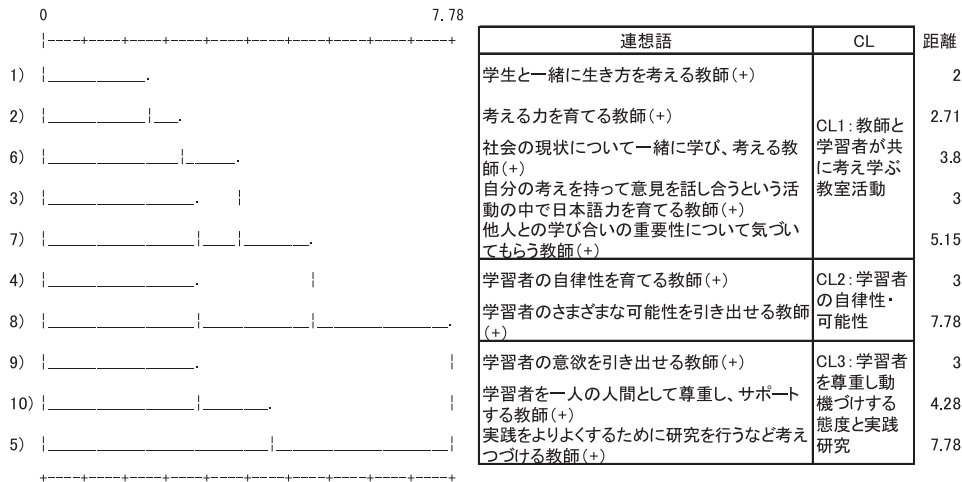 0 7.78
|----+----+----+----+----+----+----+----+----+----+
連想語 CL 距離
1) 学生と一緒に生き方を考える教師(+) 2
2) 考える力を育てる教師(+) 2.71
6) 社会の現状について一緒に学び、考える教
師(+) 3.8
3) 自分の考えを持って意見を話し合うという活
動の中で日本語力を育てる教師(+) 3
7) 他人との学び合いの重要性について気づい
てもらう教師(+) 5.15
CL1:教師と
学習者が共
に考え学ぶ
教室活動
4) 学習者の自律性を育てる教師(+) 3
8) 学習者のさまざまな可能性を引き出せる教師
(+) 7.78
CL2:学習者
の自律性・
可能性
9) 学習者の意欲を引き出せる教師(+) 3
10) 学習者を一人の人間として尊重し、サポート
する教師(+) 4.28
5) 実践をよりよくするために研究を行うなど考え
つづける教師(+) 7.78
CL3:学習者
を尊重し動
機づけする
態度と実践
研究
+----+----+----+----+----+----+----+----+----+----+